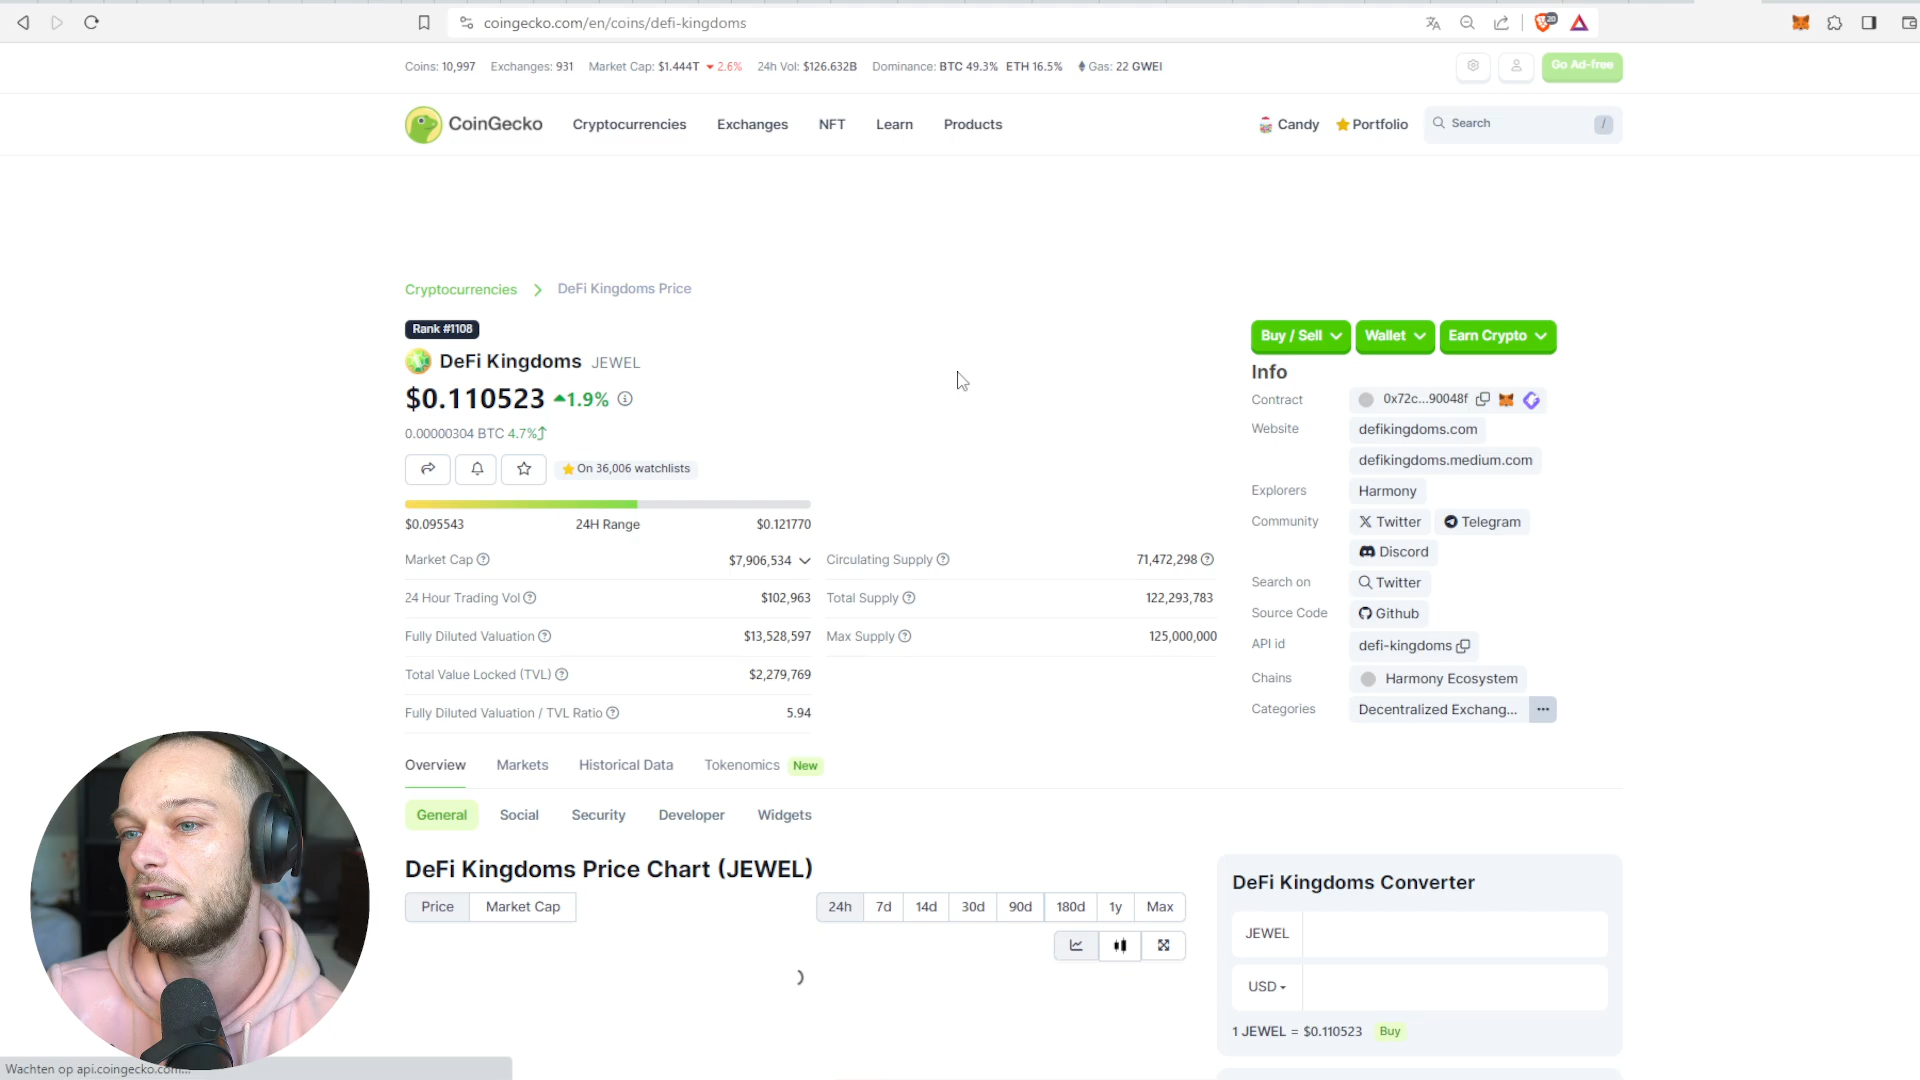 coingecko.com/en/coins/defi-kingdoms
20
Coins: 10,997 Exchanges: 931 Market Cap: $1.444T 2.6% 24h Vol: $126.632B Dominance: BTC 49.3% ETH 16.5% Gas: 22 GWEI
Go Ad-free
CoinGecko Cryptocurrencies Exchanges NFT Learn Products Candy Portfolio Search /
Cryptocurrencies > DeFi Kingdoms Price
Rank #1108
DeFi Kingdoms JEWEL
$0.110523 1.9%
0.00000304 BTC 4.7%
On 36,006 watchlists
$0.095543 24H Range $0.121770
Market Cap $7,906,534
24 Hour Trading Vol $102,963
Fully Diluted Valuation $13,528,597
Total Value Locked (TVL) $2,279,769
Fully Diluted Valuation / TVL Ratio 5.94
Circulating Supply 71,472,298
Total Supply 122,293,783
Max Supply 125,000,000
Buy / Sell Wallet Earn Crypto
Info
Contract 0x72c...90048f
Website defikingdoms.com
defikingdoms.medium.com
Explorers Harmony
Community Twitter Telegram
Discord
Search on Twitter
Source Code Github
API id defi-kingdoms
Chains Harmony Ecosystem
Categories Decentralized Exchang... ...
Overview Markets Historical Data Tokenomics New
General Social Security Developer Widgets
DeFi Kingdoms Price Chart (JEWEL)
Price Market Cap 24h 7d 14d 30d 90d 180d 1y Max
DeFi Kingdoms Converter
JEWEL
USD
1 JEWEL = $0.110523 Buy
Wachten op api.coingecko.com...